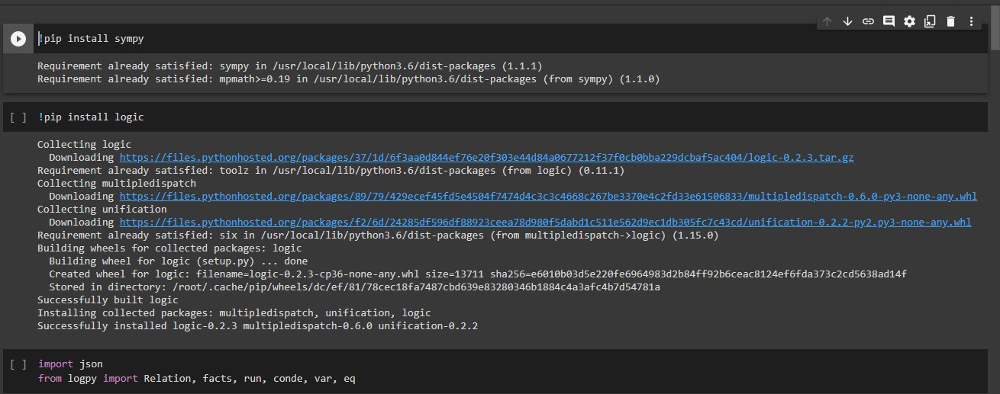 !pip install sympy
Requirement already satisfied: sympy in /usr/local/lib/python3.6/dist-packages (1.1.1)
Requirement already satisfied: mpmath>=0.19 in /usr/local/lib/python3.6/dist-packages (from sympy) (1.1.0)
[ ] !pip install logic
Collecting logic
Downloading https://files.pythonhosted.org/packages/37/1d/6f3aa0d844ef76e20f303e44d84a0677212f37f0cb0bba229dcbaf5ac404/logic-0.2.3.tar.gz
Requirement already satisfied: toolz in /usr/local/lib/python3.6/dist-packages (from logic) (0.11.1)
Collecting multipledispatch
Downloading https://files.pythonhosted.org/packages/89/79/429ecef45fd5e4504f7474d4c3c3c4668c267be3370e4c2fd33e61506833/multipledispatch-0.6.0-py3-none-any.whl
Collecting unification
Downloading https://files.pythonhosted.org/packages/f2/6d/24285df596df88923ceea78d980f5dabd1c511e562d9ec1db305fc7c43cd/unification-0.2.2-py2.py3-none-any.whl
Requirement already satisfied: six in /usr/local/lib/python3.6/dist-packages (from multipledispatch->logic) (1.15.0)
Building wheels for collected packages: logic
Building wheel for logic (setup.py) ... done
Created wheel for logic: filename=logic-0.2.3-cp36-none-any.whl size=13711 sha256=e6010b03d5e220fe6964983d2b84ff92b6ceac8124ef6fda373c2cd5638ad14f
Stored in directory: /root/.cache/pip/wheels/dc/ef/81/78cec18fa7487cbd639e83280346b1884c4a3afc4b7d54781a
Successfully built logic
Installing collected packages: multipledispatch, unification, logic
Successfully installed logic-0.2.3 multipledispatch-0.6.0 unification-0.2.2
[ ] import json
from logpy import Relation, facts, run, conde, var, eq